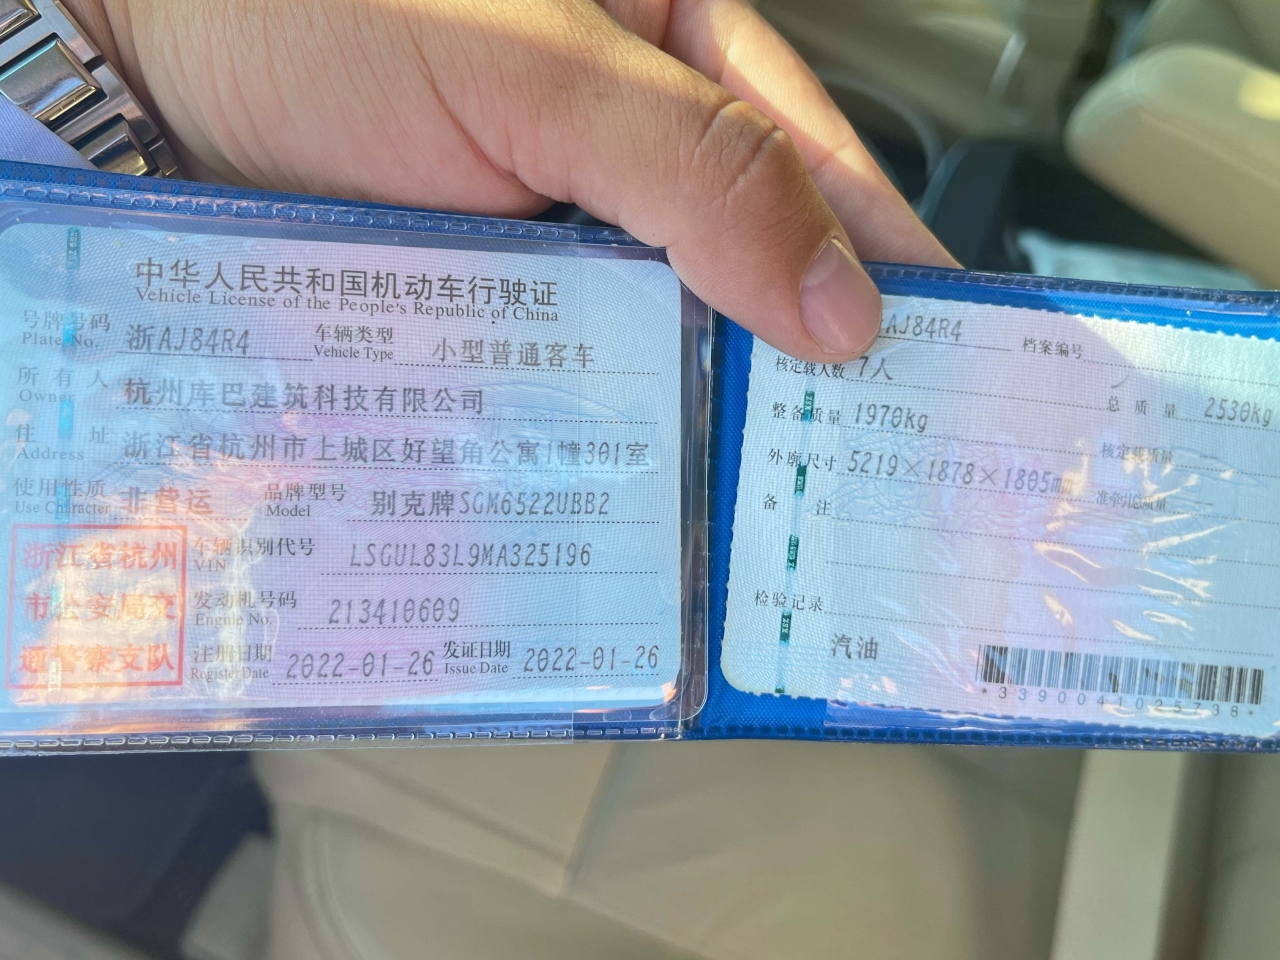 中华人民共和国机动车行驶证
Vehicle License of the People's Republic of China
号牌号码 浙AJ84R4 车辆类型 小型普通客车
Plate No. Vehicle Type
所有人 杭州库巴建筑科技有限公司
Owner
住址 浙江省杭州市上城区好望角公寓1幢301室
Address
使用性质 非营运 品牌型号 别克牌SGM6522UBB2
Use Character Model
浙江省杭州
市公安局交
通警察支队
车辆识别代号 LSGUL83L9MA325196
VIN
发动机号码 213410609
Engine No.
注册日期 2022-01-26 发证日期 2022-01-26
Register Date Issue Date
AJ84R4 档案编号
核定载人数 7人 总质量 2530kg
整备质量 1970kg 核定载质量
外廓尺寸 5219×1878×1805mm 准牵引总质量
备注
检验记录
汽油
*3390041025738*